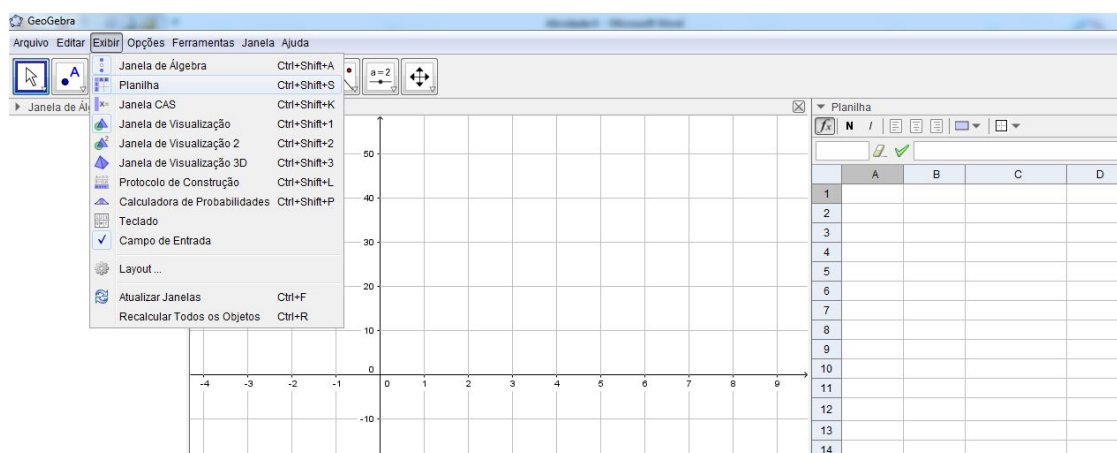 GeoGebra
Arquivo Editar Exibir Opções Ferramentas Janela Ajuda
A
a=2
Janela de Álgebra Ctrl+Shift+A
Planilha Ctrl+Shift+S
Janela CAS Ctrl+Shift+K
Janela de Visualização Ctrl+Shift+1
Janela de Visualização 2 Ctrl+Shift+2
Janela de Visualização 3D Ctrl+Shift+3
Protocolo de Construção Ctrl+Shift+L
Calculadora de Probabilidades Ctrl+Shift+P
Teclado
Campo de Entrada
Layout ...
Atualizar Janelas Ctrl+F
Recalcular Todos os Objetos Ctrl+R
Janela de Ál
50
40
30
20
10
0
-10
-4 -3 -2 -1 0 1 2 3 4 5 6 7 8 9
Planilha
fx N I
A B C D
1
2
3
4
5
6
7
8
9
10
11
12
13
14